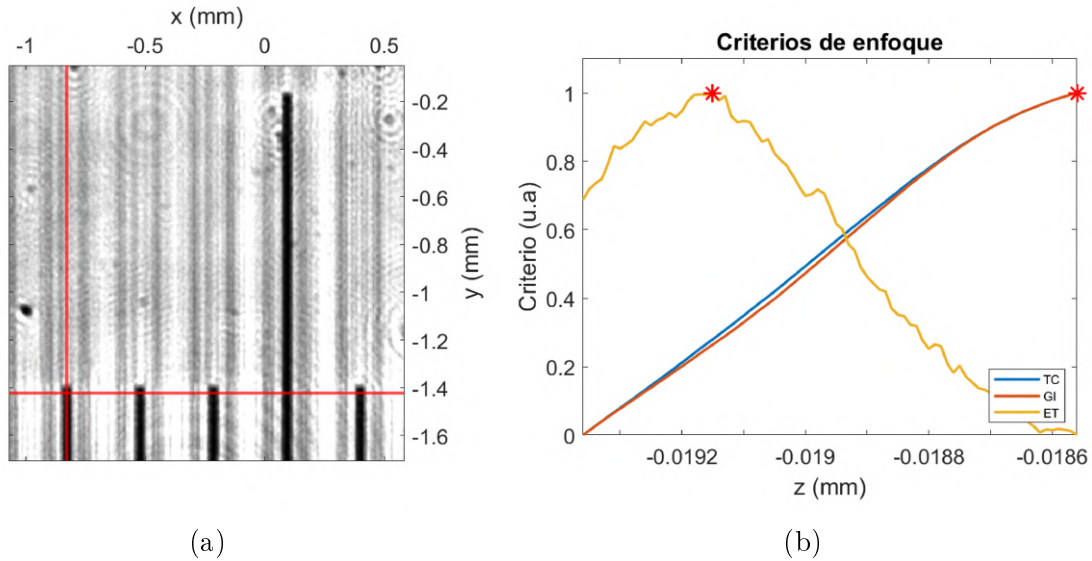 x (mm)
-1 -0.5 0 0.5
-0.2
-0.4
-0.6
-0.8
-1
-1.2
-1.4
-1.6
y (mm)
(a)
Criterios de enfoque
1
0.8
0.6
0.4
0.2
0
Criterio (u.a)
TC
GI
ET
-0.0192 -0.019 -0.0188 -0.0186
z (mm)
(b)